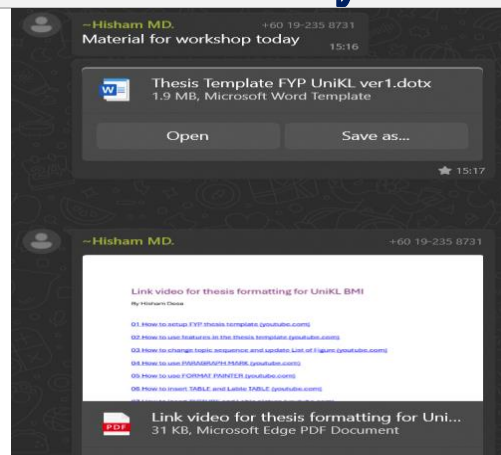 ~Hisham MD. +60 19-235 8731
Material for workshop today 15:16
Thesis Template FYP UniKL ver1.dotx
1.9 MB, Microsoft Word Template
Open Save as...
15:17
~Hisham MD. +60 19-235 8731
Link video for thesis formatting for UniKL BMI
By Hisham
01 How to setup FYP thesis template (youtube.com)
02 How to use features in the thesis template (youtube.com)
03 How to change topic sequence and update List of Figure (youtube.com)
04 How to use PARAGRAPH MARK (youtube.com)
05 How to use FORMAT PAINTER (youtube.com)
06 How to insert TABLE and Lable TABLE (youtube.com)
PDF
Link video for thesis formatting for Uni...
31 KB, Microsoft Edge PDF Document